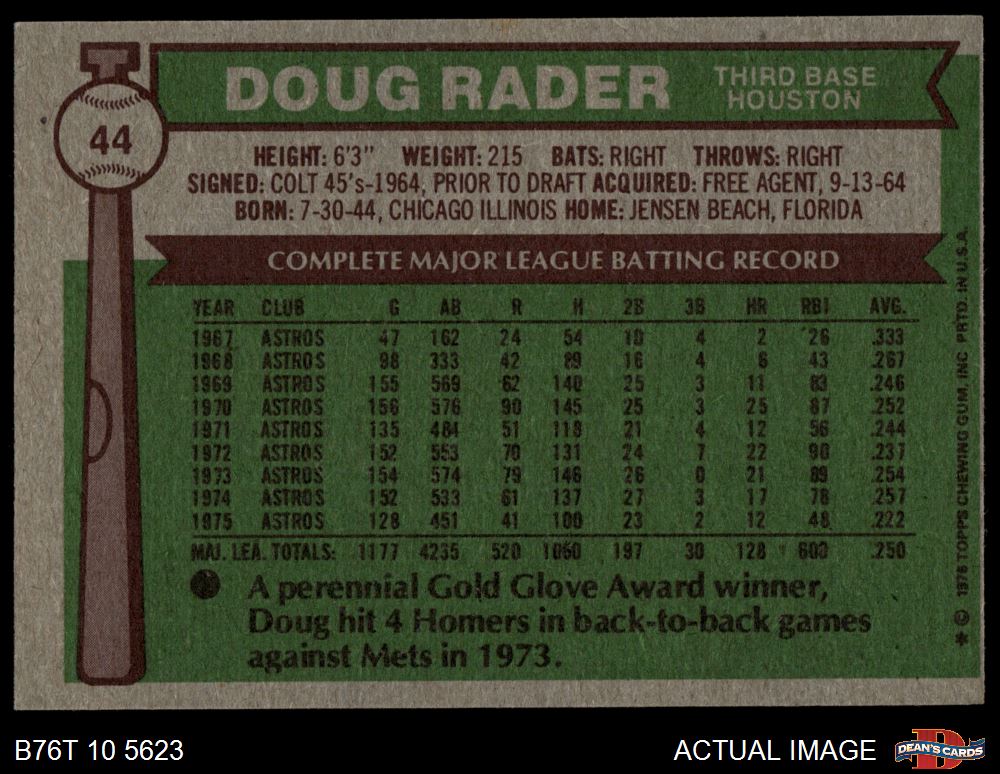 44
DOUG RADER
THIRD BASE
HOUSTON
HEIGHT: 6'3" WEIGHT: 215 BATS: RIGHT THROWS: RIGHT
SIGNED: COLT 45's-1964, PRIOR TO DRAFT ACQUIRED: FREE AGENT, 9-13-64
BORN: 7-30-44, CHICAGO ILLINOIS HOME: JENSEN BEACH, FLORIDA
COMPLETE MAJOR LEAGUE BATTING RECORD
YEAR CLUB G AB R H 2B 3B HR RBI AVG.
1967 ASTROS 47 162 24 54 10 4 2 26 .333
1968 ASTROS 98 333 42 89 16 4 6 43 .267
1969 ASTROS 155 569 62 140 25 3 11 83 .246
1970 ASTROS 156 576 90 145 25 3 25 87 .252
1971 ASTROS 135 484 51 118 21 4 12 56 .244
1972 ASTROS 152 553 70 131 24 7 22 90 .237
1973 ASTROS 154 574 79 146 26 0 21 89 .254
1974 ASTROS 152 533 61 137 27 3 17 78 .257
1975 ASTROS 128 451 41 100 23 2 12 48 .222
MAJ. LEA. TOTALS: 1177 4235 520 1060 197 30 128 600 .250
A perennial Gold Glove Award winner,
Doug hit 4 Homers in back-to-back games
against Mets in 1973.
* © 1976 TOPPS CHEWING GUM, INC. PRTD. IN U.S.A.
B76T 10 5623
ACTUAL IMAGE
D
DEAN'S CARDS